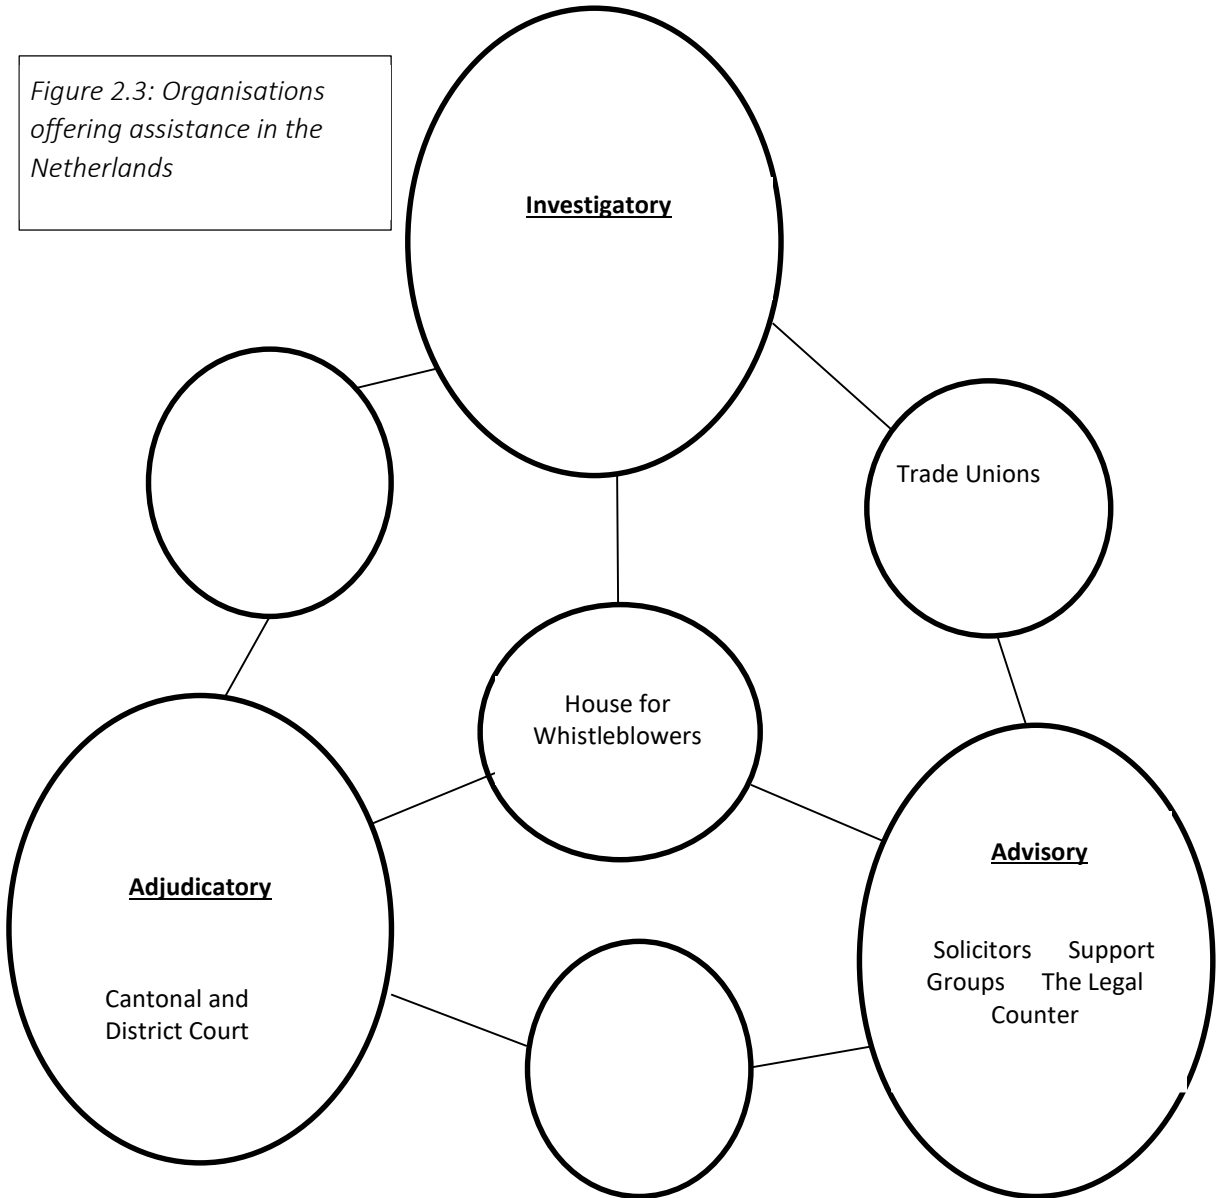 Figure 2.3: Organisations
offering assistance in the
Netherlands
Investigatory
Trade Unions
House for
Whistleblowers
Adjudicatory
Cantonal and
District Court
Advisory
Solicitors Support
Groups The Legal
Counter